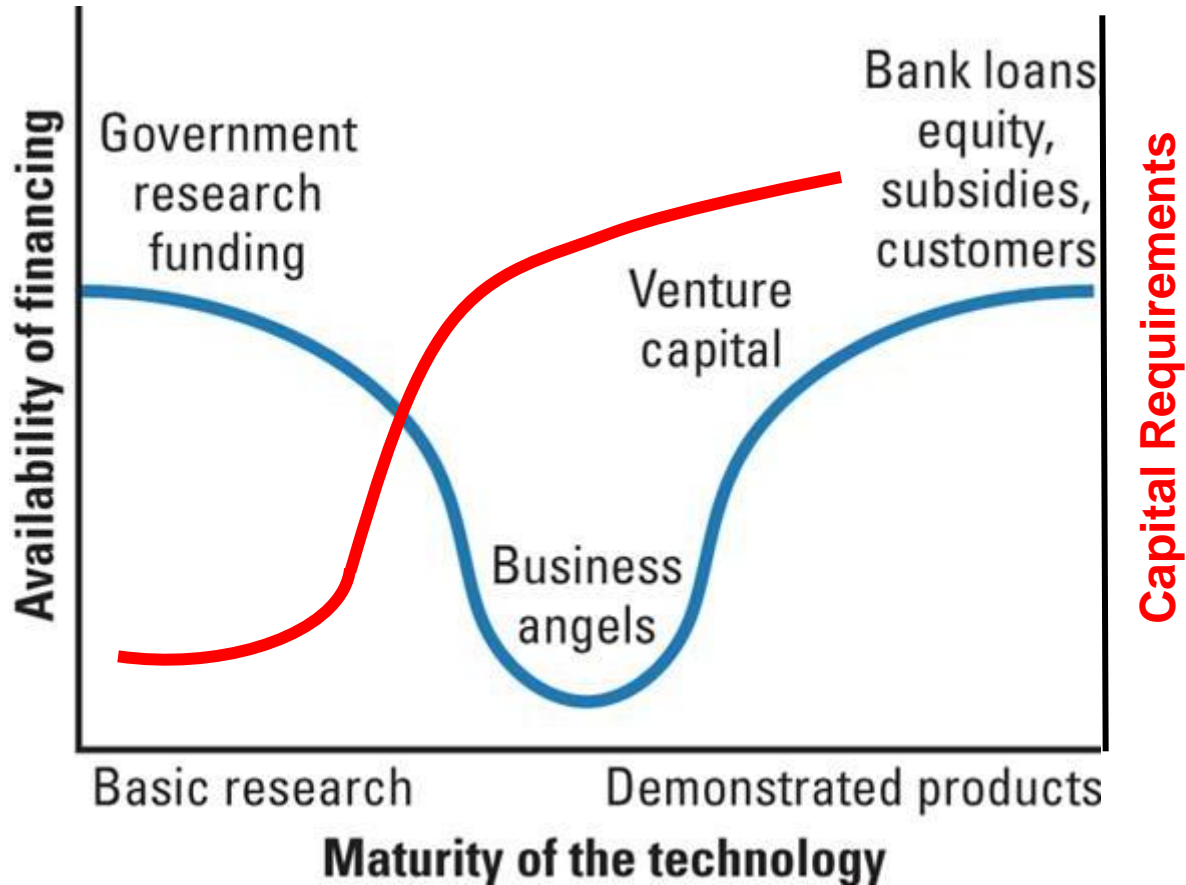 Availability of financing
Government
research
funding
Business
angels
Venture
capital
Bank loans,
equity,
subsidies,
customers
Capital Requirements
Basic research
Demonstrated products
Maturity of the technology